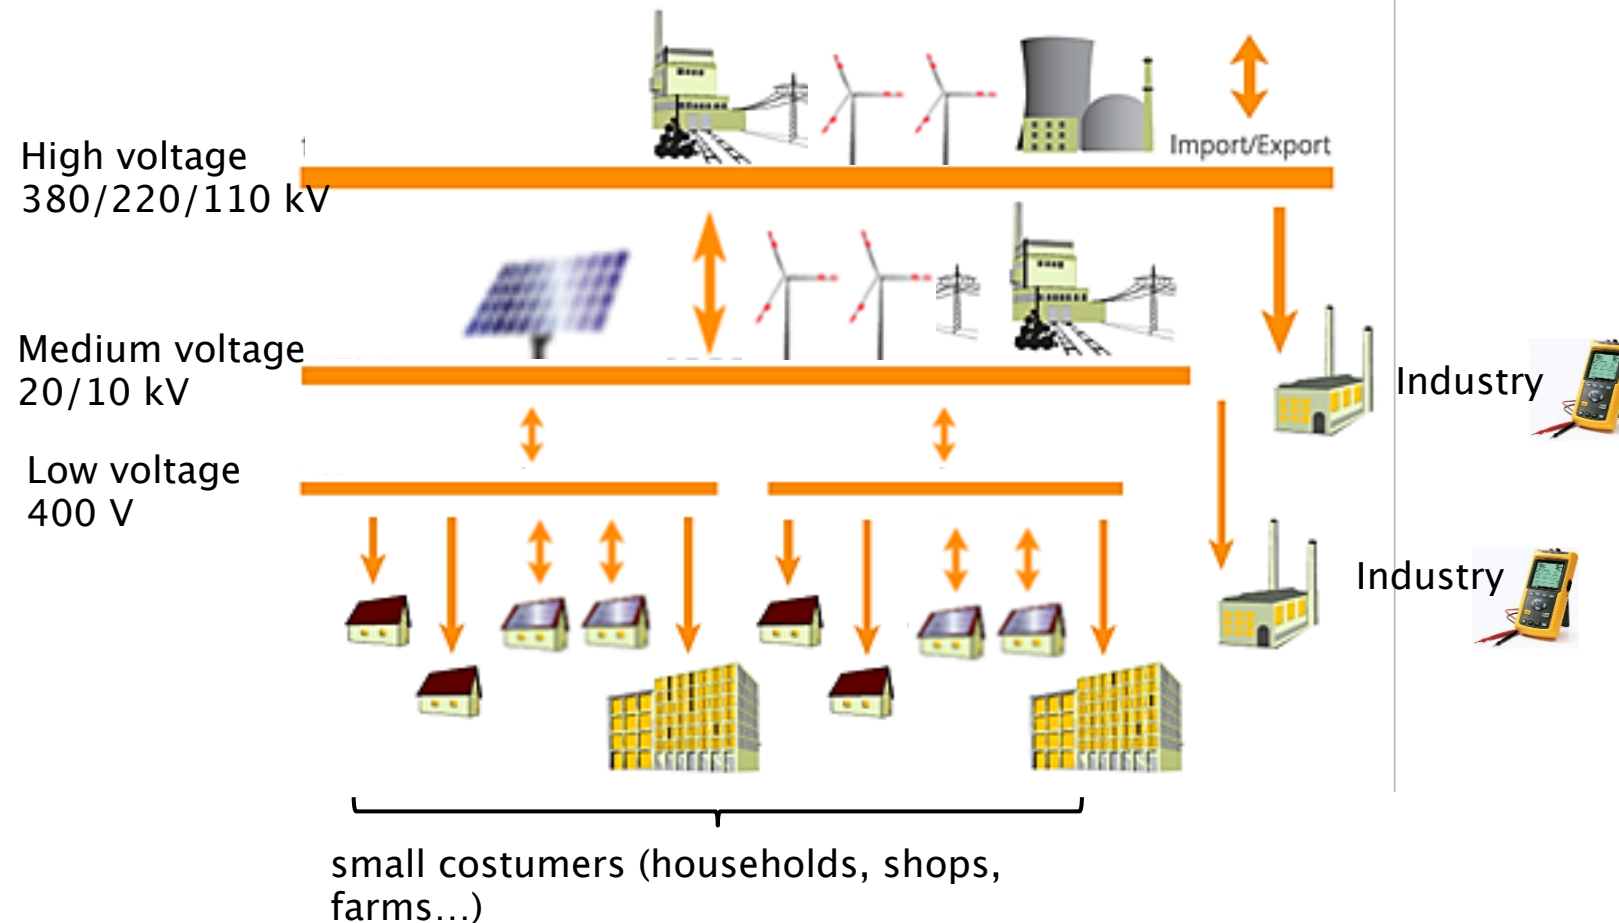 Import/Export
High voltage
380/220/110 kV
Medium voltage
20/10 kV
Industry
Low voltage
400 V
Industry
small costumers (households, shops,
farms...)